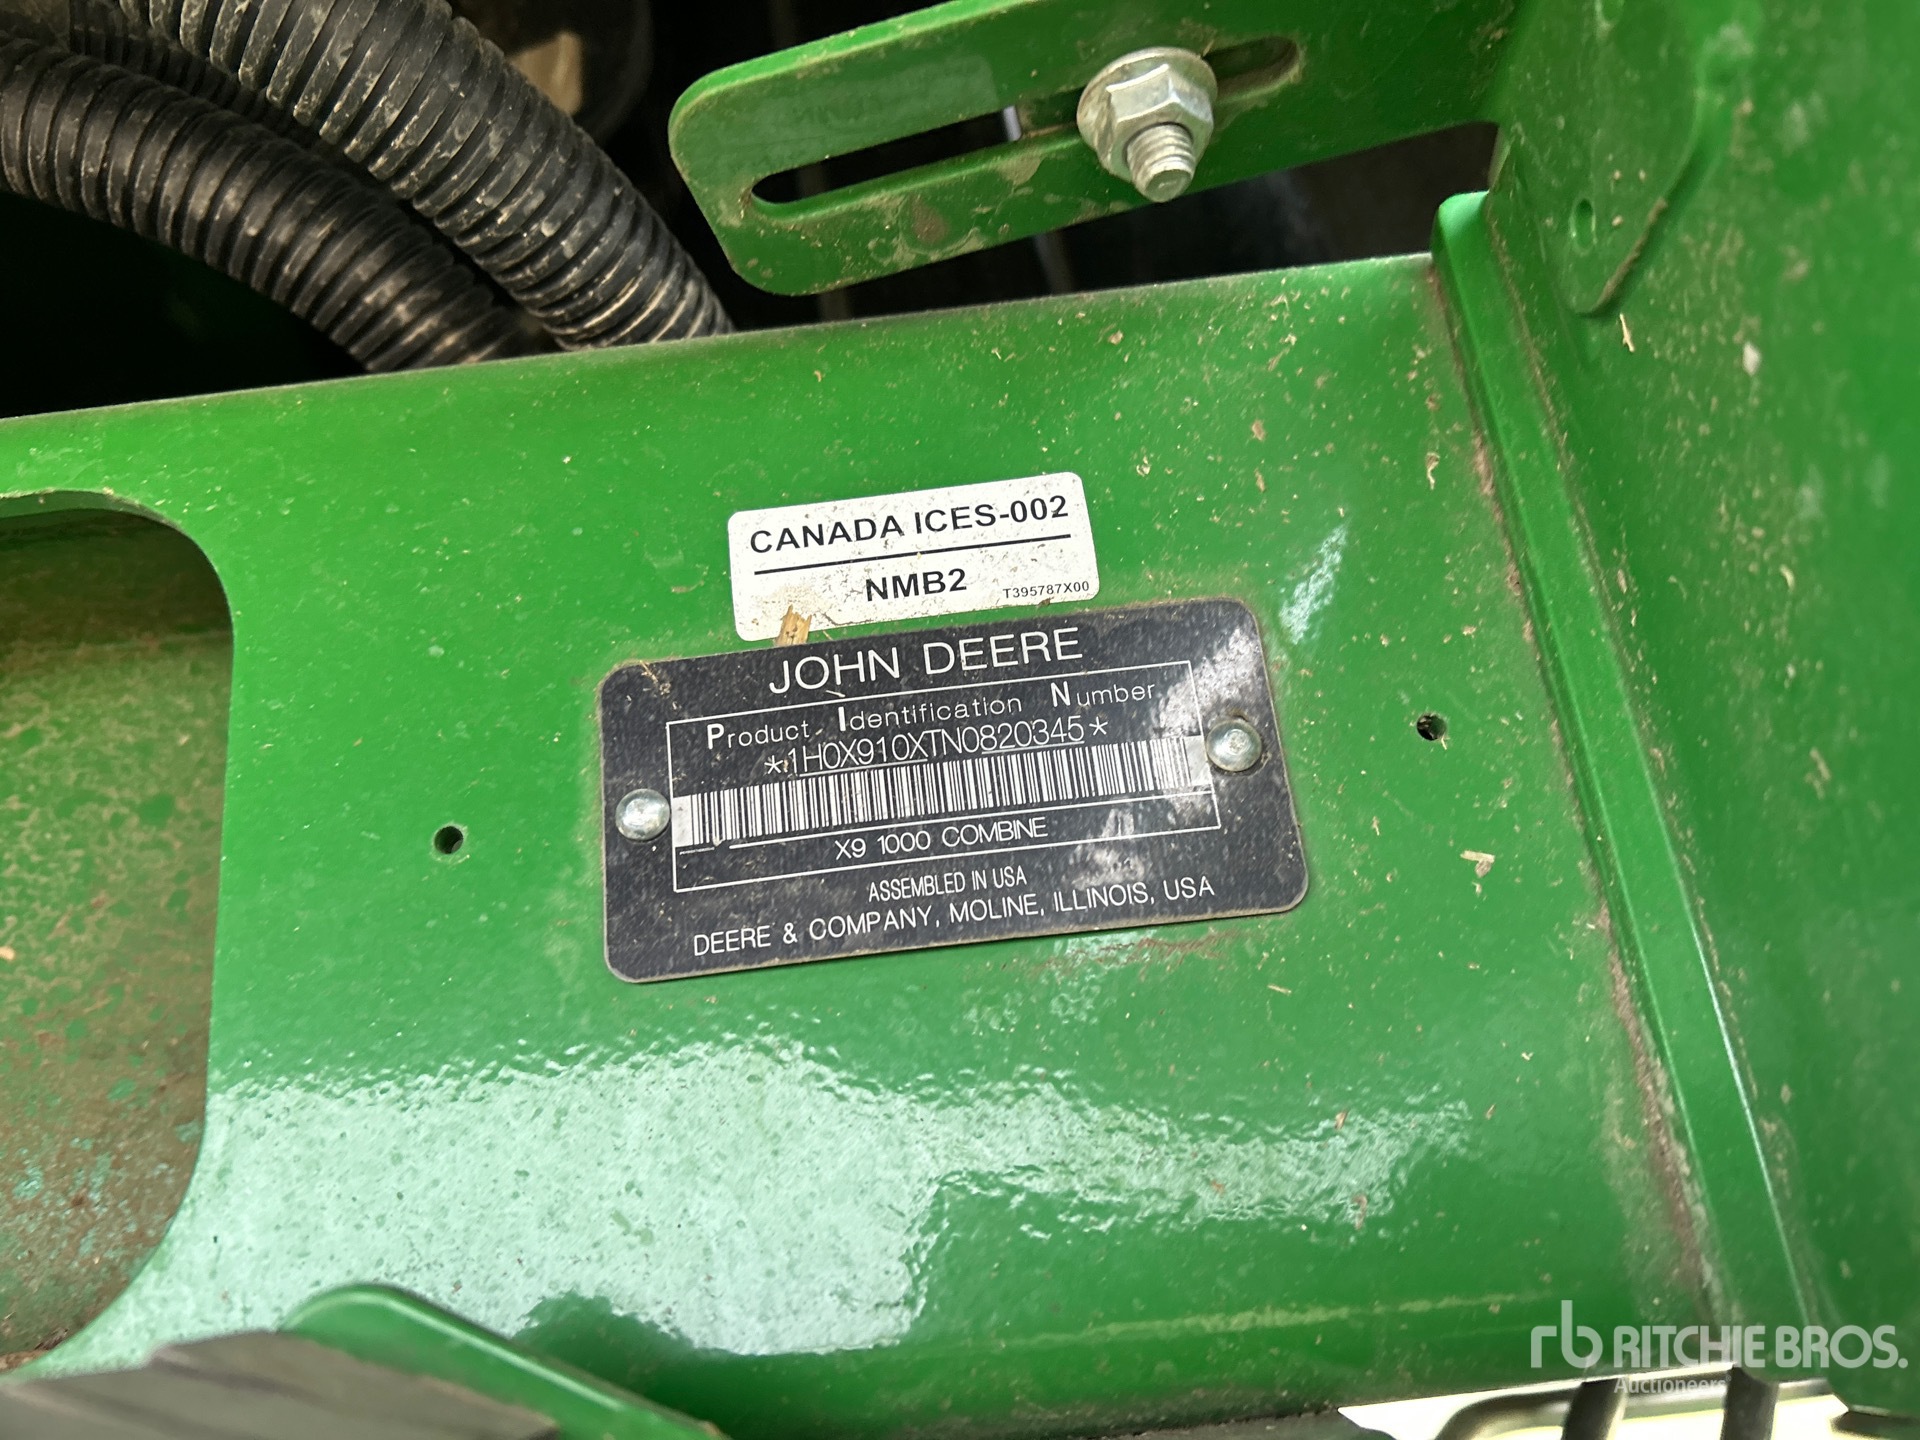 CANADA ICES-002
NMB2 T395787X00
JOHN DEERE
Product Identification Number
*1H0X910XTN0820345*
X9 1000 COMBINE
ASSEMBLED IN USA
DEERE & COMPANY, MOLINE, ILLINOIS, USA
rb RITCHIE BROS.
Auctioneers